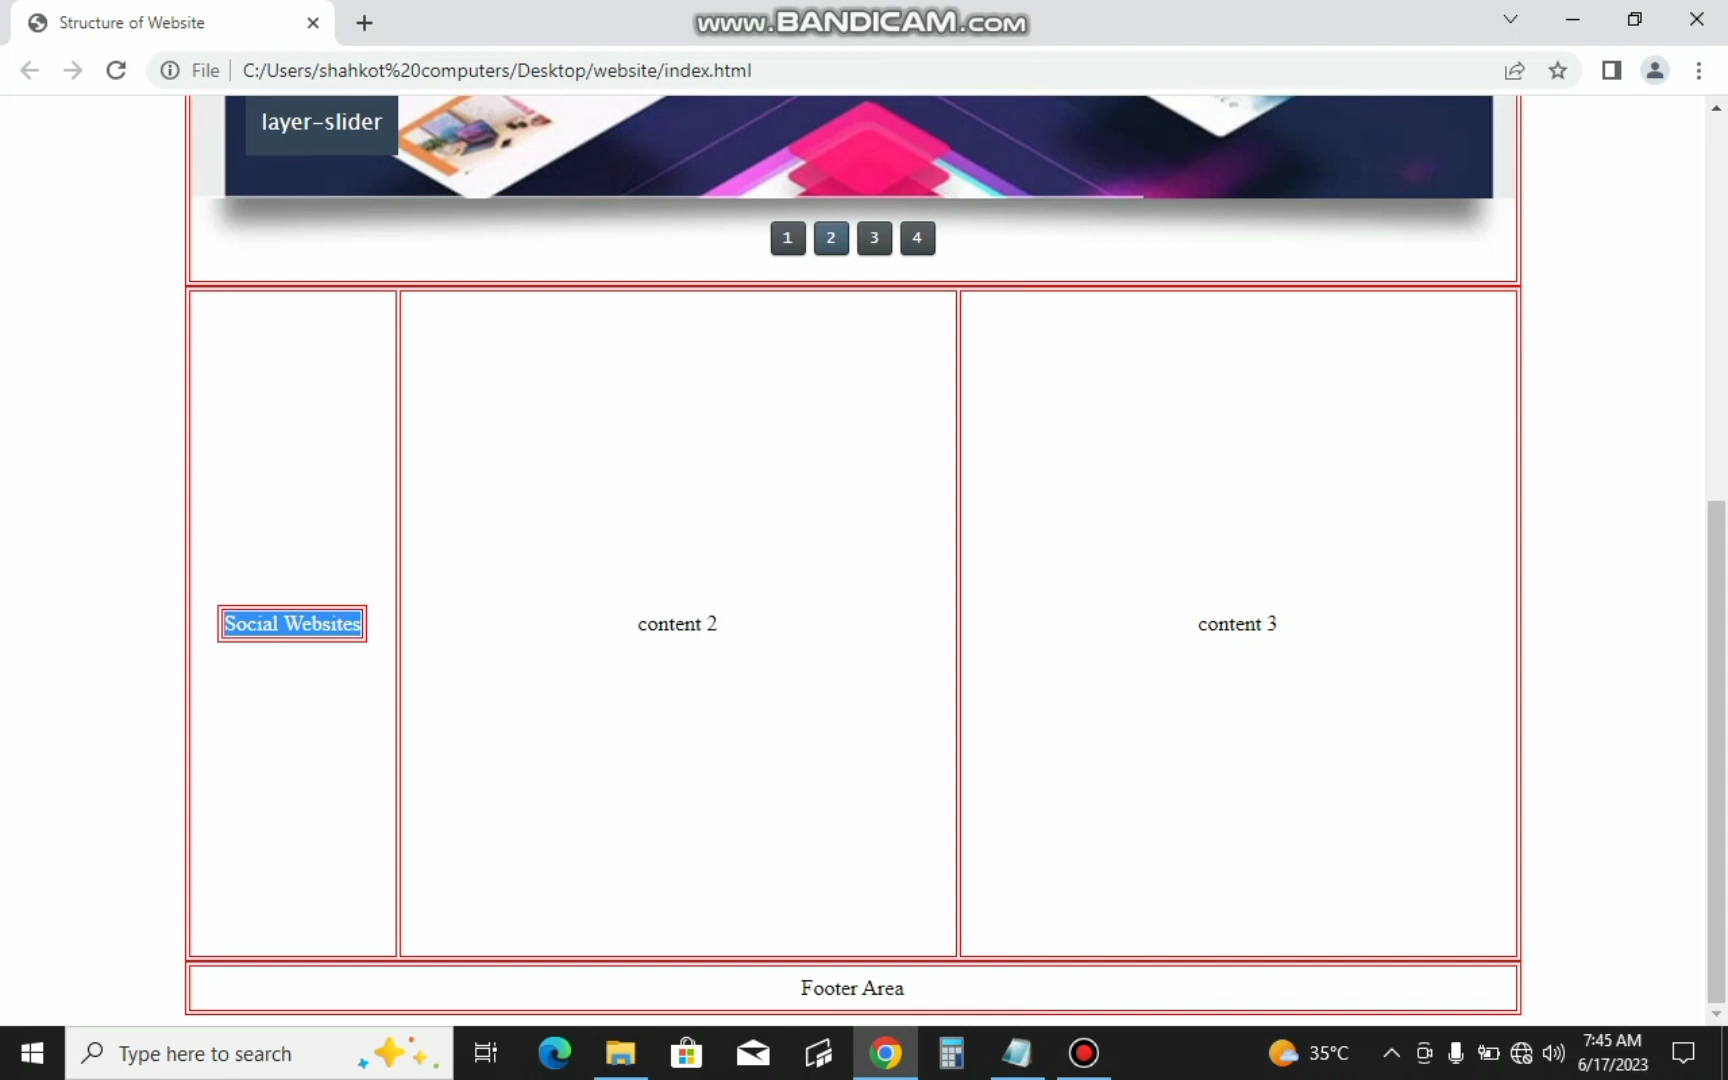 Structure of Website
www.BANDICAM.com
File
C:/Users/shahkot%20computers/Desktop/website/index.html
layer-slider
1 2 3 4
Social Websites
content 2
content 3
Footer Area
Type here to search
35°C
7:45 AM
6/17/2023